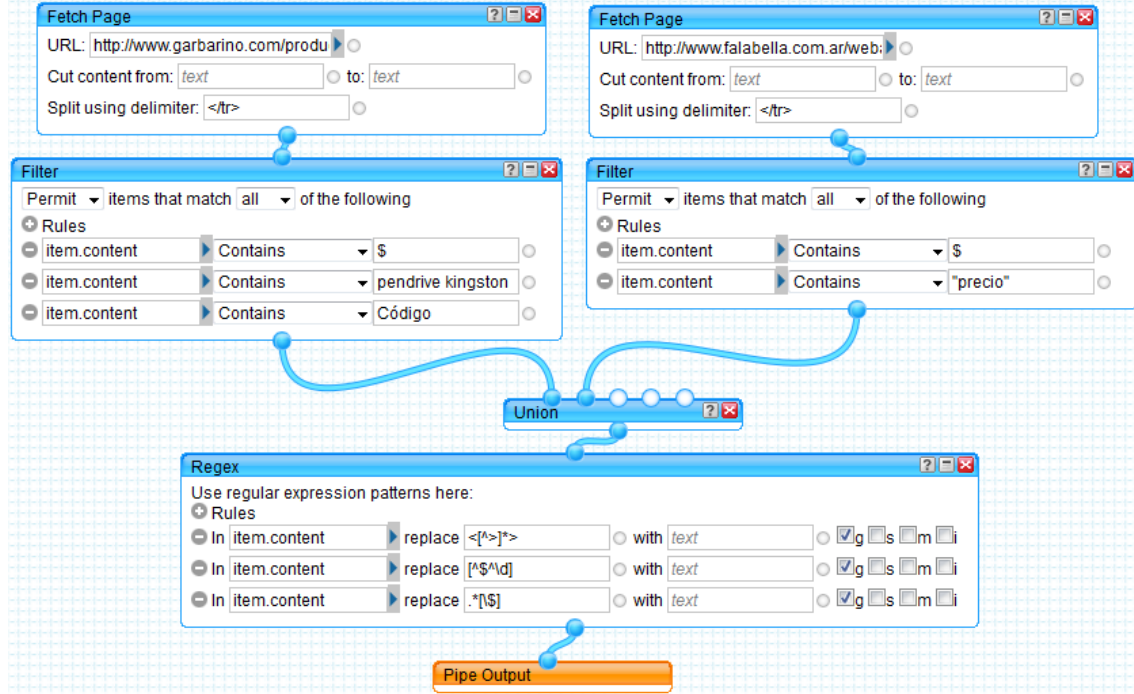 Fetch Page
URL: http://www.garbarino.com/produ
Cut content from: text to: text
Split using delimiter: </tr>
Fetch Page
URL: http://www.falabella.com.ar/web
Cut content from: text to: text
Split using delimiter: </tr>
Filter
Permit items that match all of the following
Rules
item.content Contains $
item.content Contains pendrive kingston
item.content Contains Código
Filter
Permit items that match all of the following
Rules
item.content Contains $
item.content Contains "precio"
Union
Regex
Use regular expression patterns here:
Rules
In item.content replace <[^>]*> with text g s m i
In item.content replace [^$^\d] with text g s m i
In item.content replace .*[\$] with text g s m i
Pipe Output